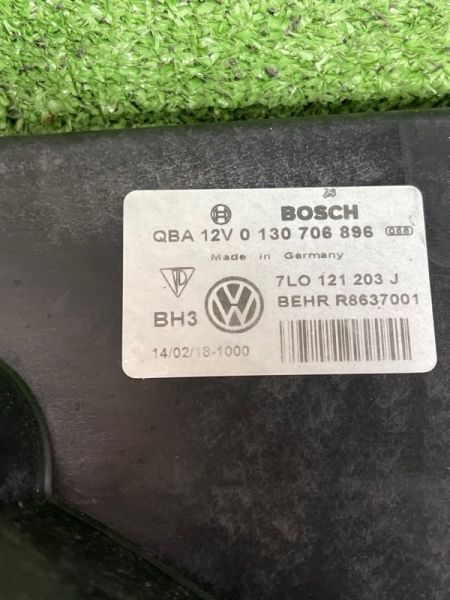 BOSCH
QBA 12V 0 130 706 896
Made in Germany
7LO 121 203 J
BEHR R8637001
BH3
14/02/18-1000